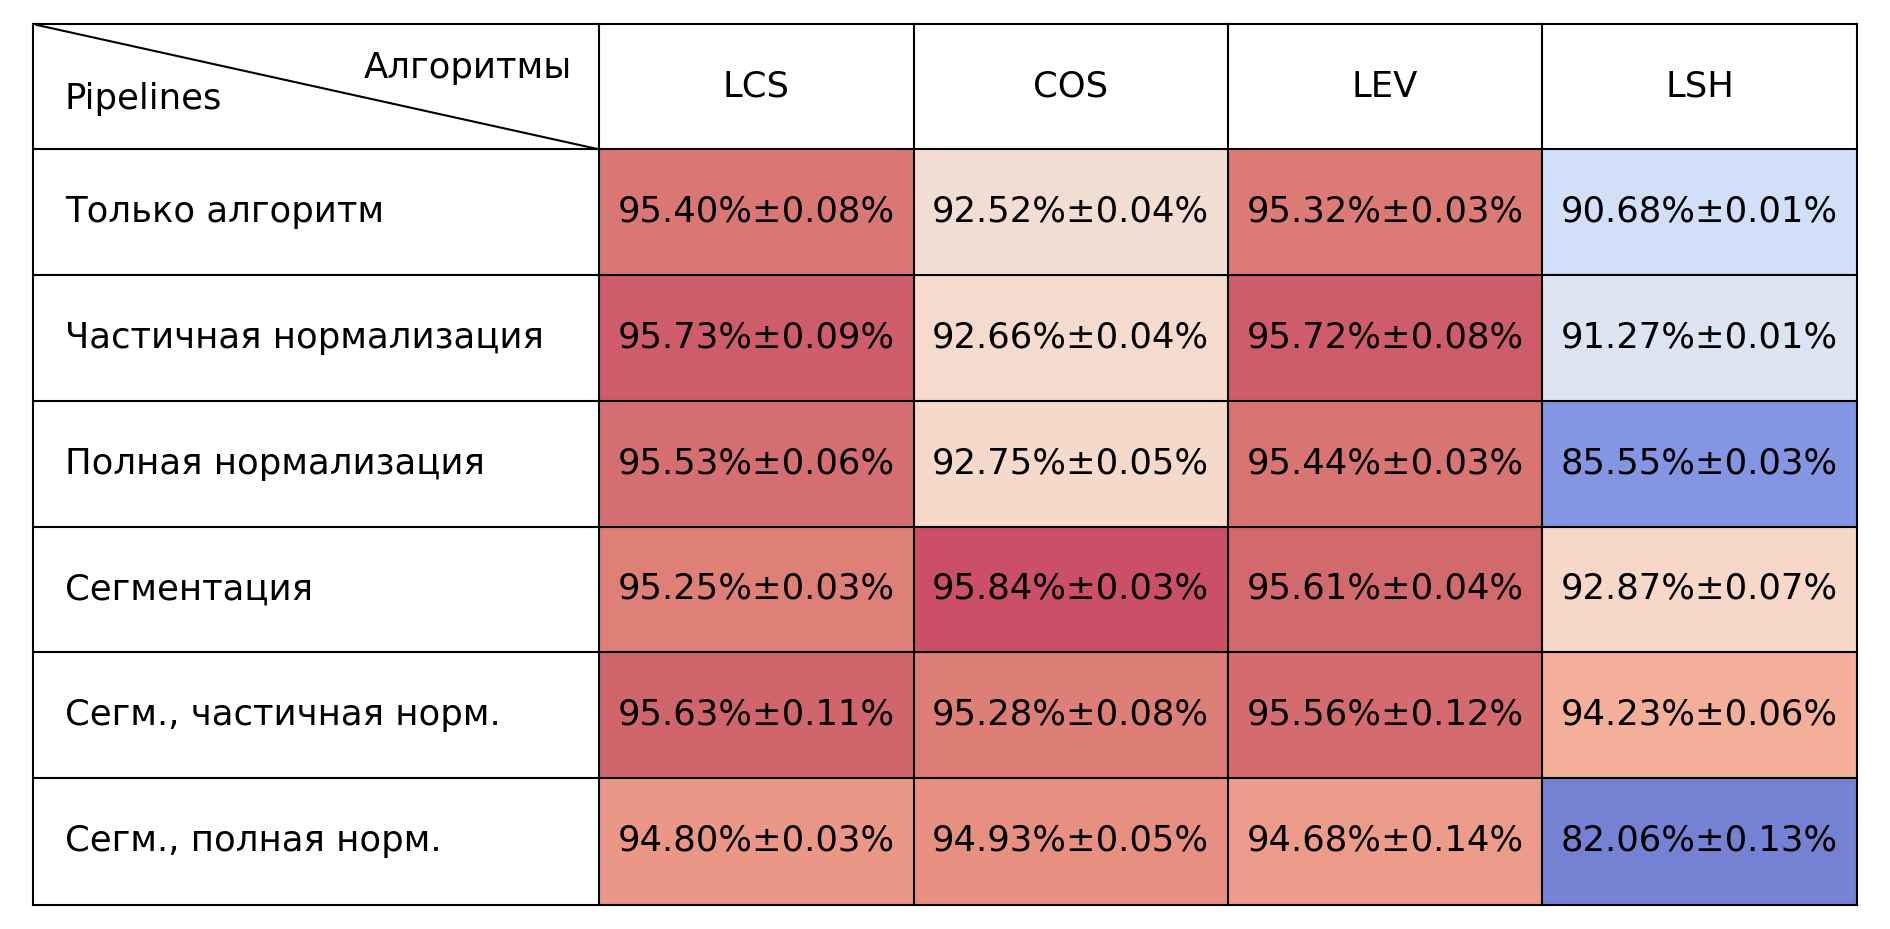 Алгоритмы
Pipelines
LCS COS LEV LSH
Только алгоритм 95.40%±0.08% 92.52%±0.04% 95.32%±0.03% 90.68%±0.01%
Частичная нормализация 95.73%±0.09% 92.66%±0.04% 95.72%±0.08% 91.27%±0.01%
Полная нормализация 95.53%±0.06% 92.75%±0.05% 95.44%±0.03% 85.55%±0.03%
Сегментация 95.25%±0.03% 95.84%±0.03% 95.61%±0.04% 92.87%±0.07%
Сегм., частичная норм. 95.63%±0.11% 95.28%±0.08% 95.56%±0.12% 94.23%±0.06%
Сегм., полная норм. 94.80%±0.03% 94.93%±0.05% 94.68%±0.14% 82.06%±0.13%